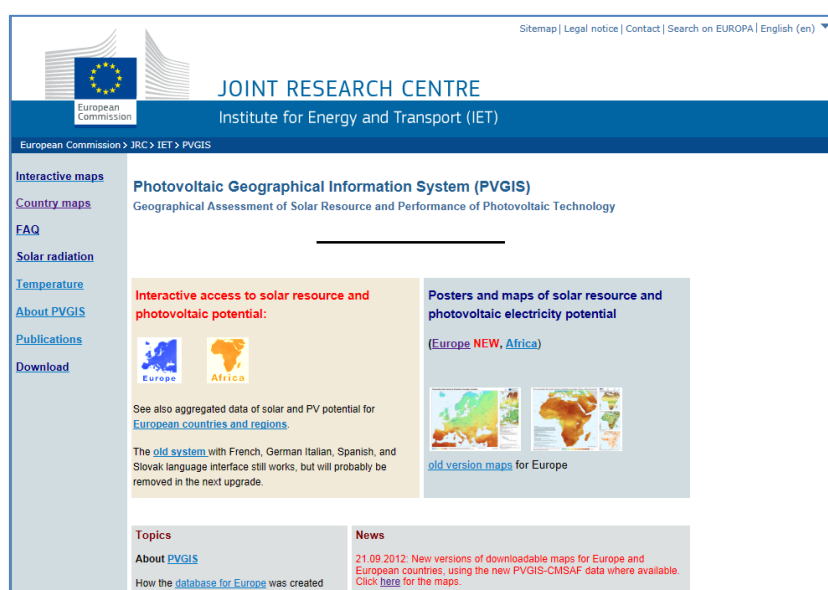 Sitemap | Legal notice | Contact | Search on EUROPA | English (en)
European
Commission
JOINT RESEARCH CENTRE
Institute for Energy and Transport (IET)
European Commission > JRC > IET > PVGIS
Interactive maps
Country maps
FAQ
Solar radiation
Temperature
About PVGIS
Publications
Download
Photovoltaic Geographical Information System (PVGIS)
Geographical Assessment of Solar Resource and Performance of Photovoltaic Technology
Interactive access to solar resource and
photovoltaic potential:
Europe
Africa
See also aggregated data of solar and PV potential for
European countries and regions.
The old system with French, German Italian, Spanish, and
Slovak language interface still works, but will probably be
removed in the next upgrade.
Posters and maps of solar resource and
photovoltaic electricity potential
(Europe NEW, Africa)
old version maps for Europe
Topics
About PVGIS
How the database for Europe was created
News
21.09.2012: New versions of downloadable maps for Europe and
European countries, using the new PVGIS-CMSAF data where available.
Click here for the maps.